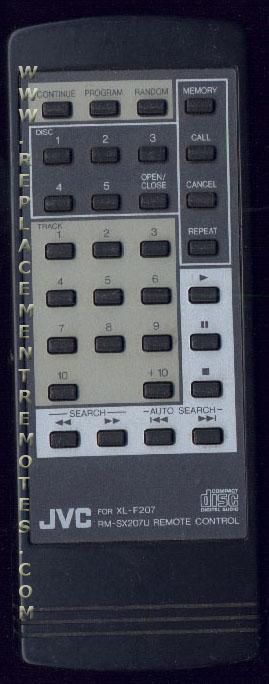 WWW.REPLACEMENTREMOTES.COM
CONTINUE PROGRAM RANDOM MEMORY
DISC
1 2 3 CALL
4 5 OPEN/CLOSE CANCEL
TRACK
1 2 3 REPEAT
4 5 6
7 8 9
10 +10
SEARCH AUTO SEARCH
COMPACT
disc
DIGITAL AUDIO
JVC FOR XL-F207
RM-SX207U REMOTE CONTROL